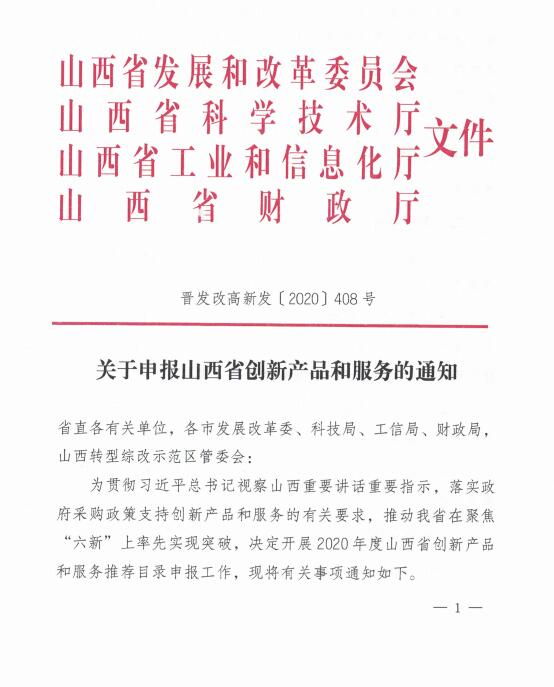 山西省发展和改革委员会
山西省科学技术厅
山西省工业和信息化厅
山西省财政厅
文件
晋发改高新发〔2020〕408号
关于申报山西省创新产品和服务的通知
省直各有关单位，各市发展改革委、科技局、工信局、财政局，
山西转型综改示范区管委会：
为贯彻习近平总书记视察山西重要讲话重要指示，落实政
府采购政策支持创新产品和服务的有关要求，推动我省在聚焦
“六新”上率先实现突破，决定开展2020年度山西省创新产品
和服务推荐目录申报工作，现将有关事项通知如下。
— 1 —